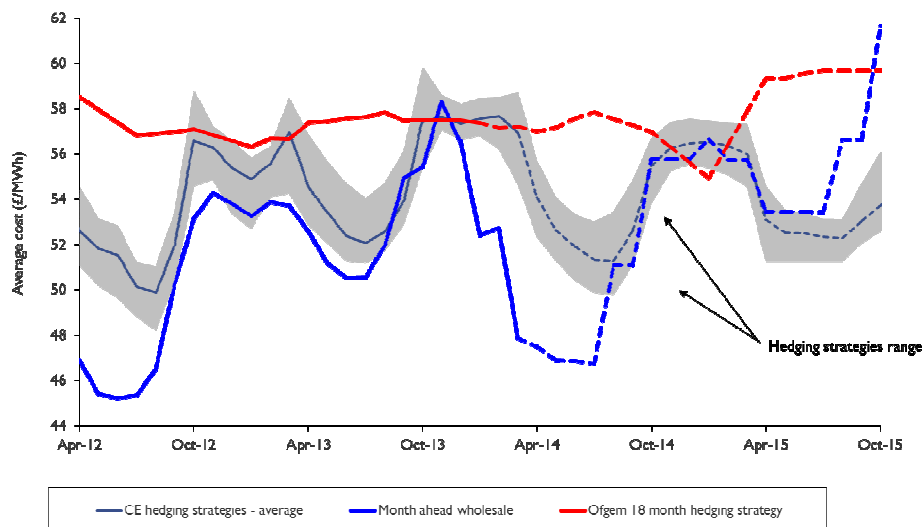 62
60
58
56
54
52
50
48
46
44
Average cost (£/MWh)
Hedging strategies range
Apr-12 Oct-12 Apr-13 Oct-13 Apr-14 Oct-14 Apr-15 Oct-15
CE hedging strategies - average Month ahead wholesale Ofgem 18 month hedging strategy